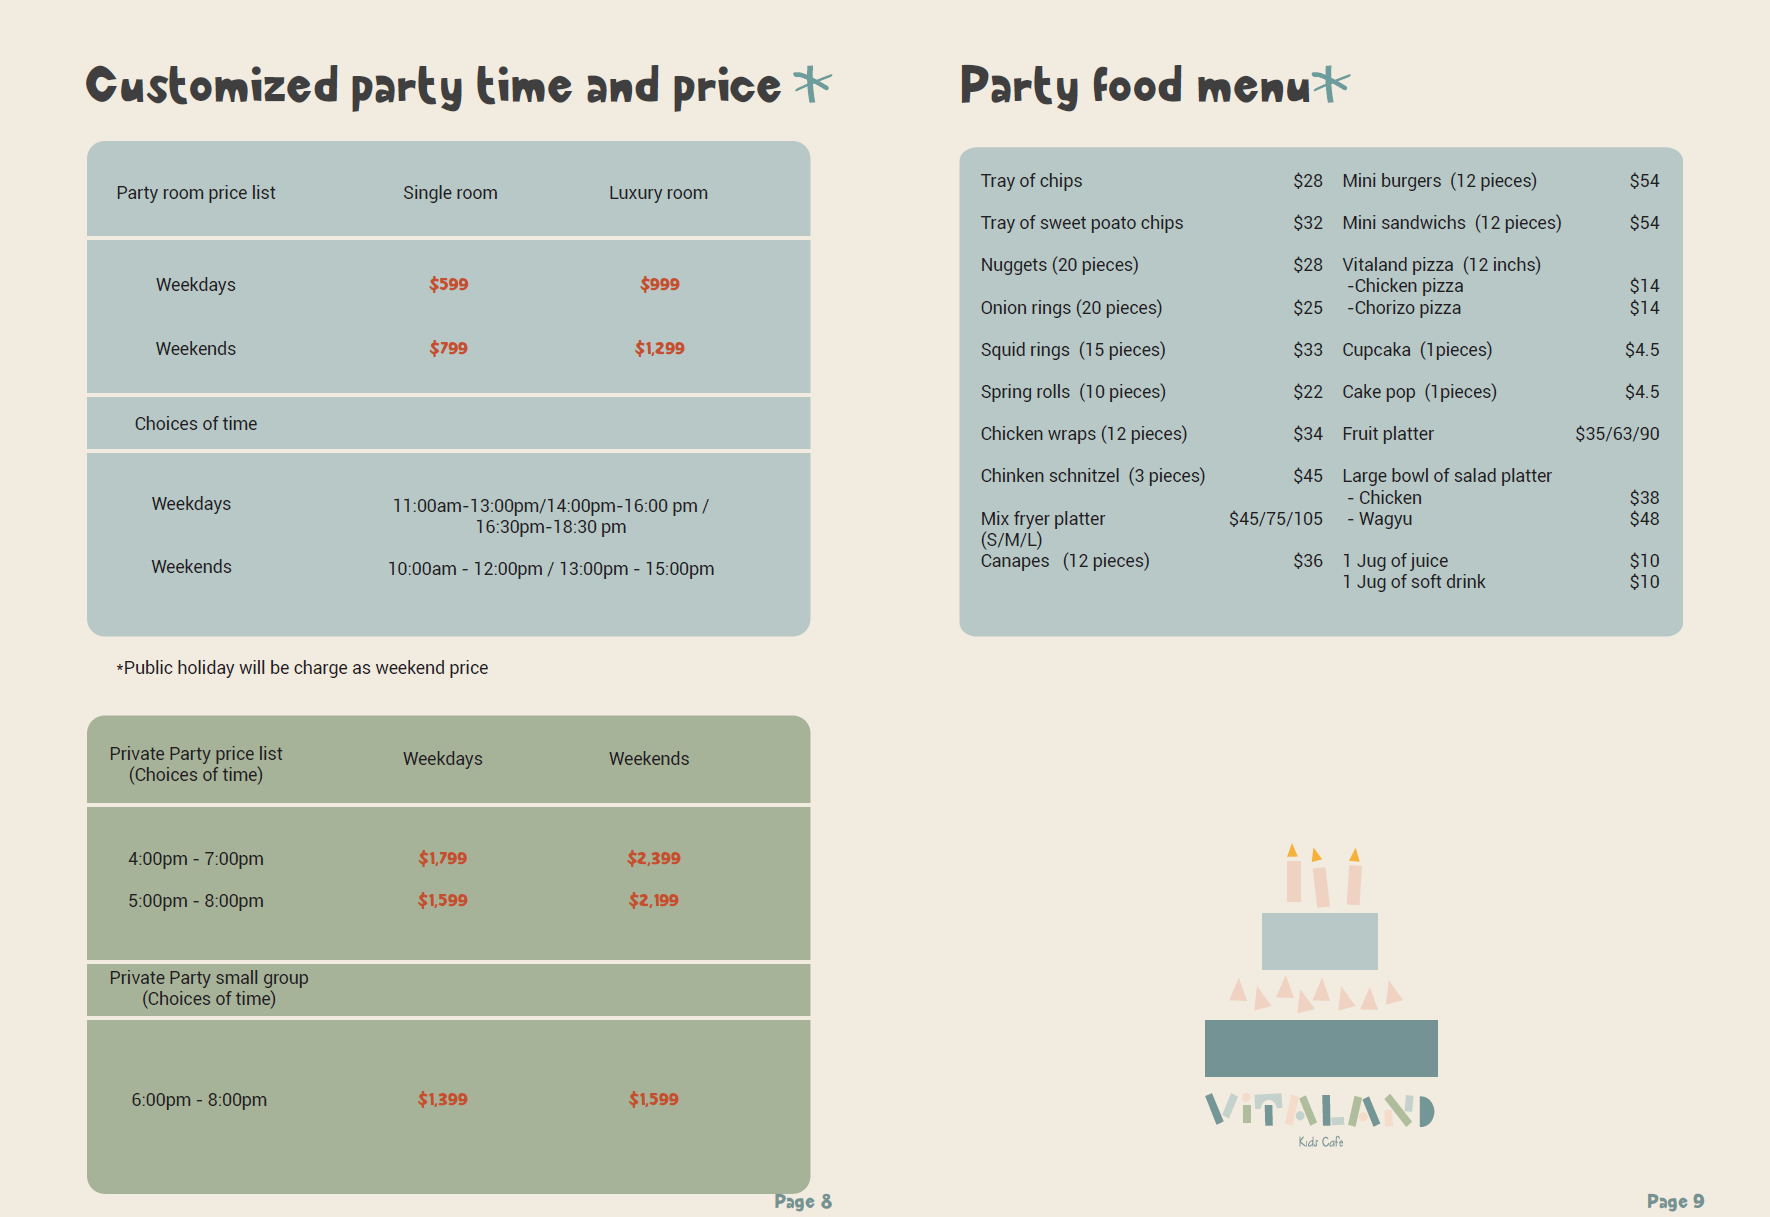 Customized party time and price *
Party room price list Single room Luxury room
Weekdays $599 $999
Weekends $799 $1,299
Choices of time
Weekdays 11:00am-13:00pm/14:00pm-16:00 pm /
16:30pm-18:30 pm
Weekends 10:00am - 12:00pm / 13:00pm - 15:00pm
*Public holiday will be charge as weekend price
Private Party price list Weekdays Weekends
(Choices of time)
4:00pm - 7:00pm $1,799 $2,399
5:00pm - 8:00pm $1,599 $2,199
Private Party small group
(Choices of time)
6:00pm - 8:00pm $1,399 $1,599
Page 8
Party food menu*
Tray of chips $28
Tray of sweet poato chips $32
Nuggets (20 pieces) $28
Onion rings (20 pieces) $25
Squid rings (15 pieces) $33
Spring rolls (10 pieces) $22
Chicken wraps (12 pieces) $34
Chinken schnitzel (3 pieces) $45
Mix fryer platter $45/75/105
(S/M/L)
Canapes (12 pieces) $36
Mini burgers (12 pieces) $54
Mini sandwichs (12 pieces) $54
Vitaland pizza (12 inchs)
-Chicken pizza $14
-Chorizo pizza $14
Cupcaka (1pieces) $4.5
Cake pop (1pieces) $4.5
Fruit platter $35/63/90
Large bowl of salad platter
- Chicken $38
- Wagyu $48
1 Jug of juice $10
1 Jug of soft drink $10
ViTALAND
Kids Cafe
Page 9